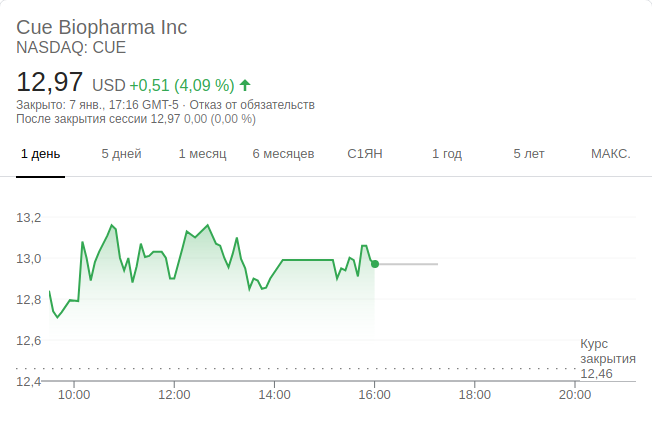 Cue Biopharma Inc
NASDAQ: CUE
12,97 USD +0,51 (4,09 %)
Закрыто: 7 янв., 17:16 GMT-5 · Отказ от обязательств
После закрытия сессии 12,97 0,00 (0,00 %)
1 день 5 дней 1 месяц 6 месяцев С1ЯН 1 год 5 лет МАКС.
13,2
13,0
12,8
12,6
12,4
Курс
закрытия
12,46
10:00 12:00 14:00 16:00 18:00 20:00